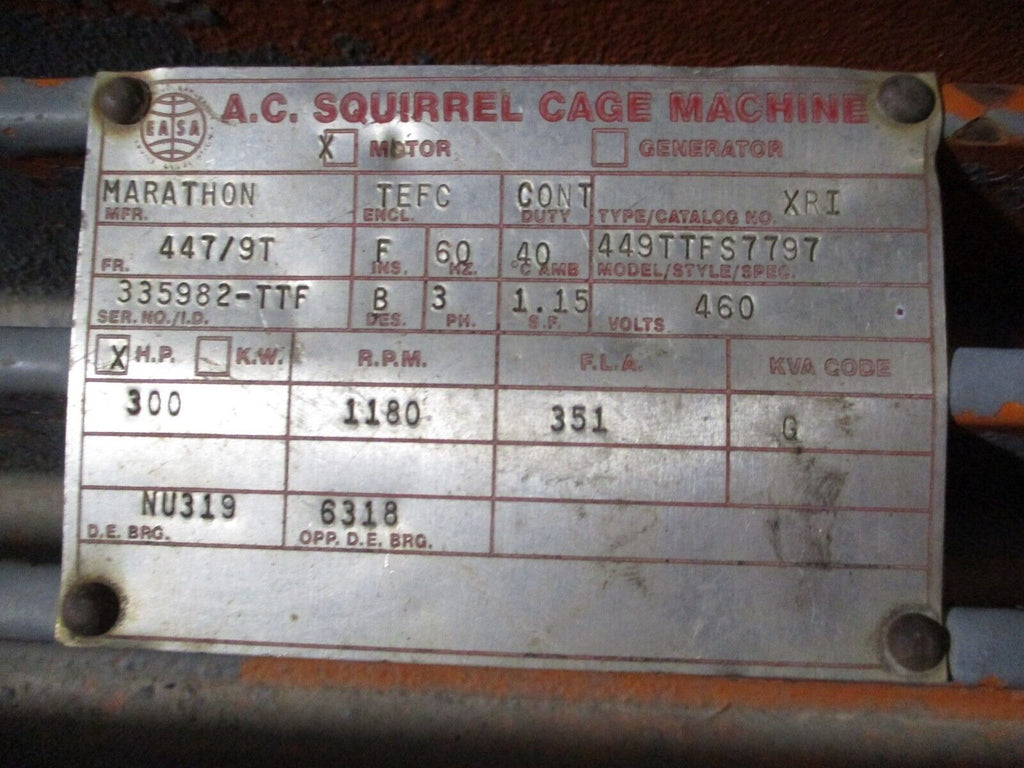 EASA
A.C. SQUIRREL CAGE MACHINE
X MOTOR GENERATOR
MARATHON TEFC CONT XRI
MFR. ENCL. DUTY TYPE/CATALOG NO.
447/9T F 60 40 449TTFS7797
FR. INS. HZ. °C AMB MODEL/STYLE/SPEC.
335982-TTF B 3 1.15 460
SER. NO./I.D. DES. PH. S.F. VOLTS
X H.P. K.W. R.P.M. F.L.A. KVA CODE
300 1180 351 G
NU319 6318
D.E. BRG. OPP. D.E. BRG.